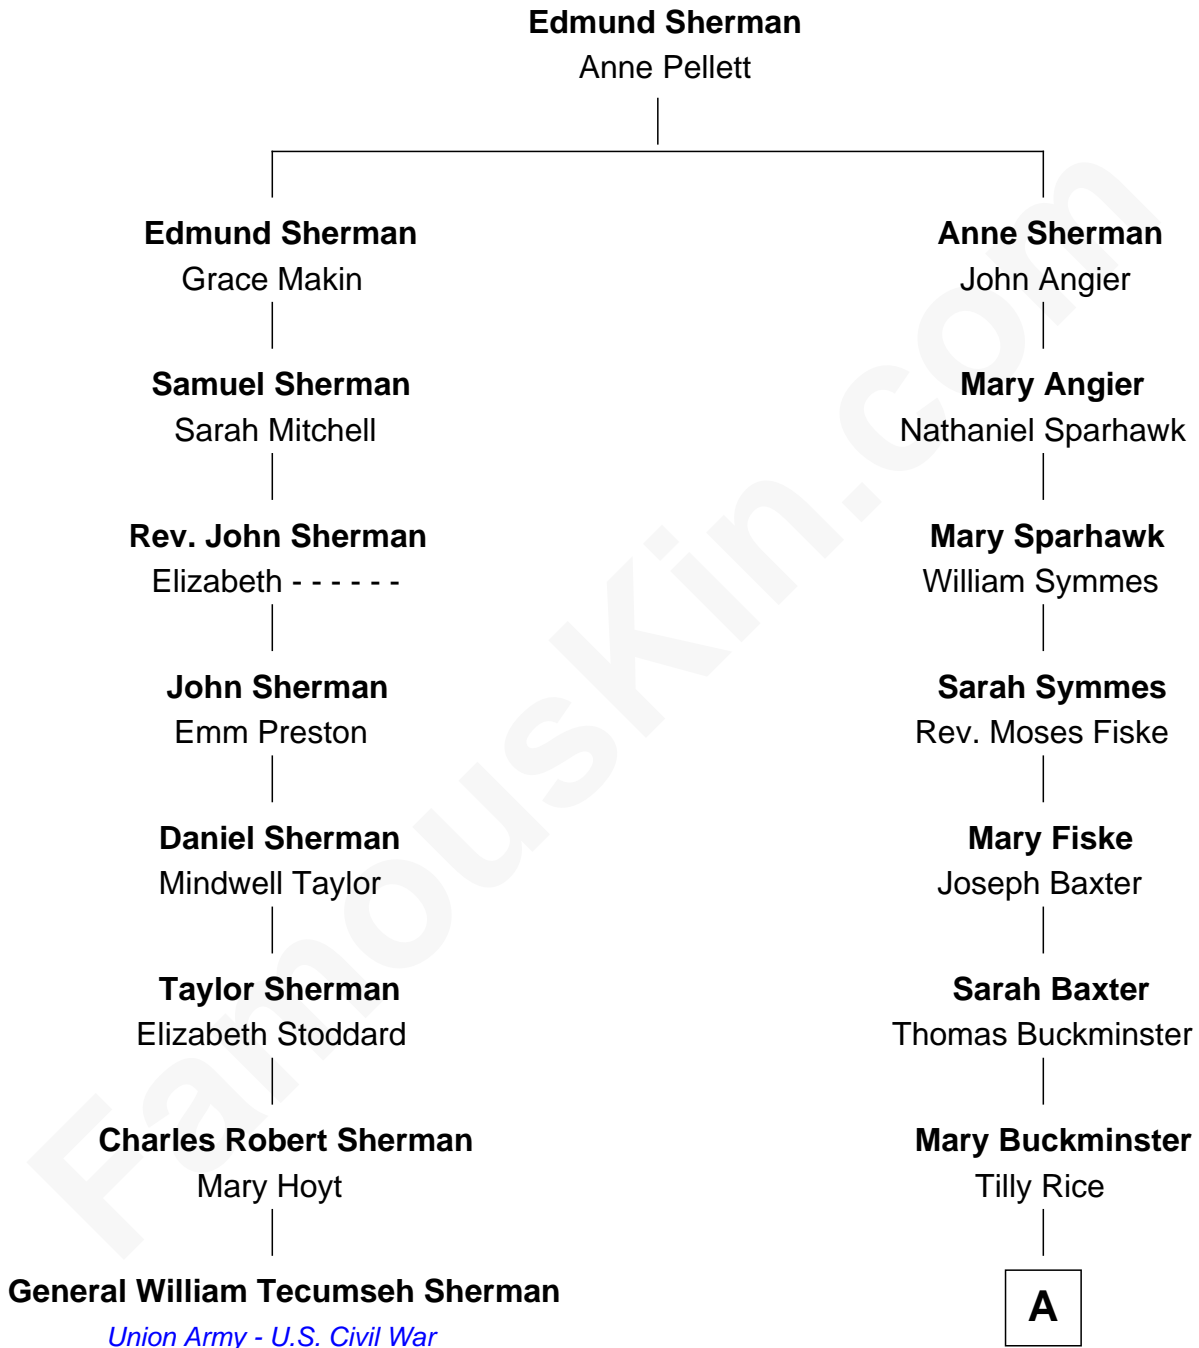 Edmund Sherman
Anne Pellett
Edmund Sherman
Grace Makin
Anne Sherman
John Angier
Samuel Sherman
Sarah Mitchell
Mary Angier
Nathaniel Sparhawk
Rev. John Sherman
Elizabeth - - - - - -
Mary Sparhawk
William Symmes
John Sherman
Emm Preston
Sarah Symmes
Rev. Moses Fiske
Daniel Sherman
Mindwell Taylor
Mary Fiske
Joseph Baxter
Taylor Sherman
Elizabeth Stoddard
Sarah Baxter
Thomas Buckminster
Charles Robert Sherman
Mary Hoyt
Mary Buckminster
Tilly Rice
General William Tecumseh Sherman
Union Army - U.S. Civil War
A
FamousKin.com